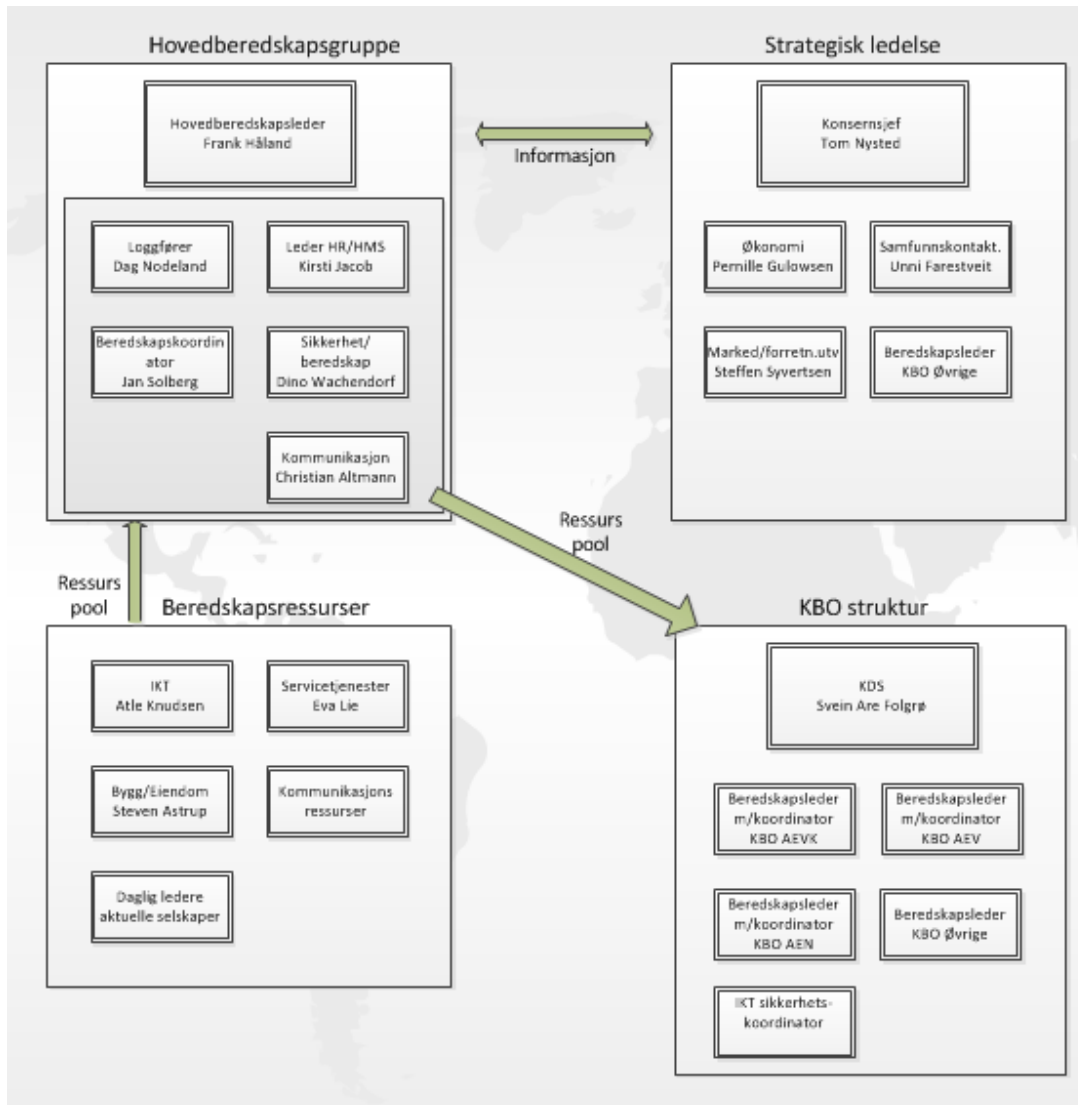 Hovedberedskapsgruppe
Hovedberedskapsleder
Frank Håland
Loggfører
Dag Nodeland
Leder HR/HMS
Kirsti Jacob
Beredskapskoordin
ator
Jan Solberg
Sikkerhet/
beredskap
Dino Wachendorf
Kommunikasjon
Christian Altmann
Informasjon
Strategisk ledelse
Konsernsjef
Tom Nysted
Økonomi
Pernille Gulowsen
Samfunnskontakt.
Unni Farestveit
Marked/forretn.utv
Steffen Syvertsen
Beredskapsleder
KBO Øvrige
Ressurs
pool
Ressurs
pool
Beredskapsressurser
IKT
Atle Knudsen
Servicetjenester
Eva Lie
Bygg/Eiendom
Steven Astrup
Kommunikasjons
ressurser
Daglig ledere
aktuelle selskaper
KBO struktur
KDS
Svein Are Folgrø
Beredskapsleder
m/koordinator
KBO AEVK
Beredskapsleder
m/koordinator
KBO AEV
Beredskapsleder
m/koordinator
KBO AEN
Beredskapsleder
KBO Øvrige
IKT sikkerhets-
koordinator